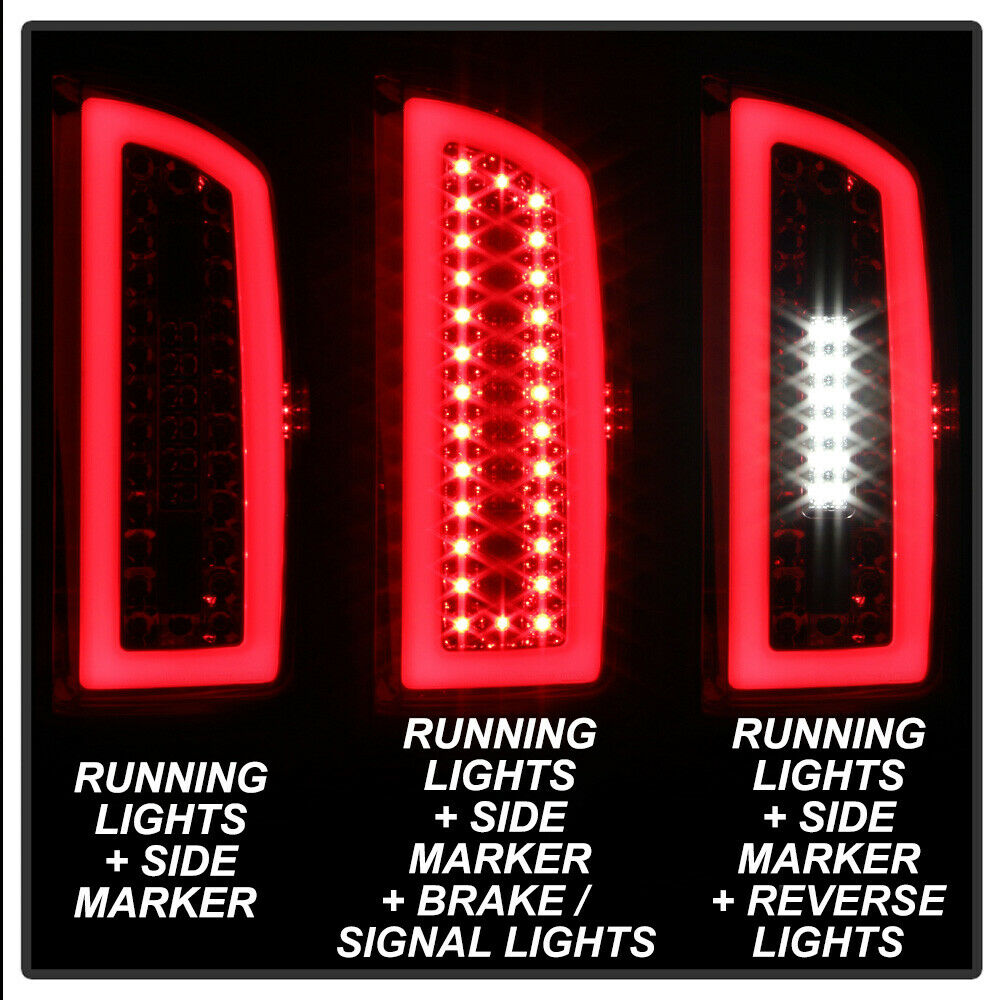 RUNNING
LIGHTS
+ SIDE
MARKER
RUNNING
LIGHTS
+ SIDE
MARKER
+ BRAKE /
SIGNAL LIGHTS
RUNNING
LIGHTS
+ SIDE
MARKER
+ REVERSE
LIGHTS